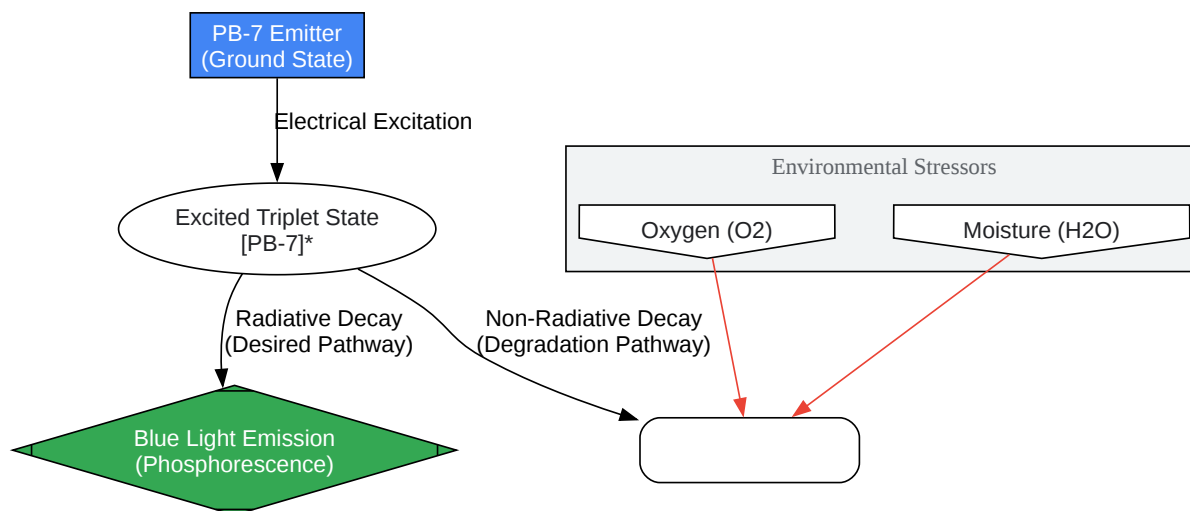 PB-7 Emitter
(Ground State)
Electrical Excitation
Environmental Stressors
Oxygen (O2)
Moisture (H2O)
Excited Triplet State
[PB-7]*
Radiative Decay
(Desired Pathway)
Non-Radiative Decay
(Degradation Pathway)
Blue Light Emission
(Phosphorescence)